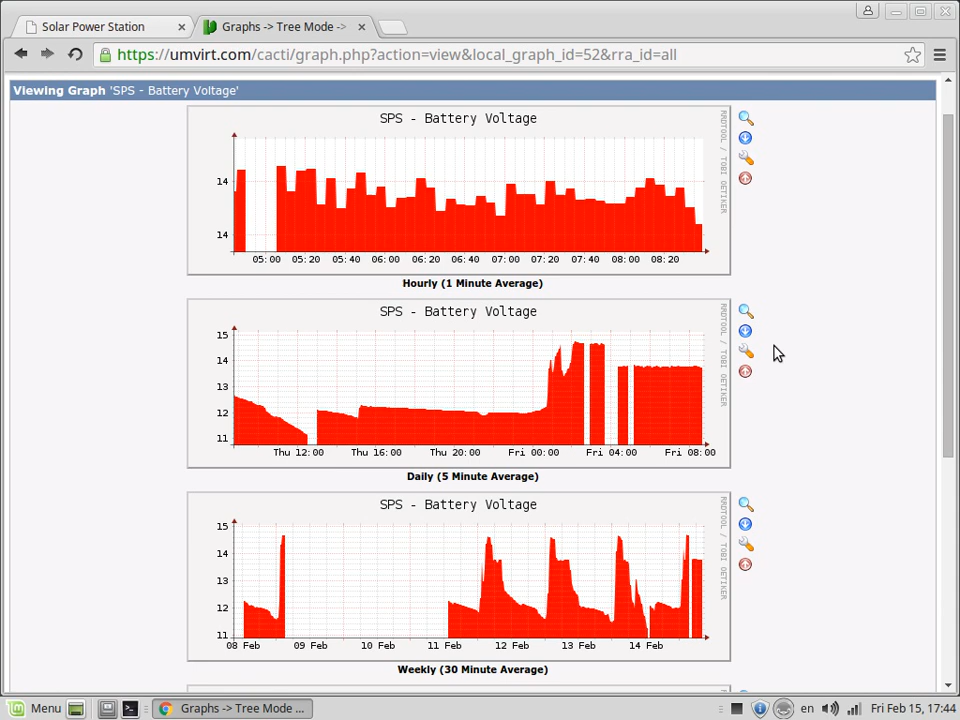 Solar Power Station
Graphs -> Tree Mode ->
https://umvirt.com/cacti/graph.php?action=view&local_graph_id=52&rra_id=all
Viewing Graph 'SPS - Battery Voltage'
SPS - Battery Voltage
RRDTOOL / TOBI OETIKER
14
14
05:00 05:20 05:40 06:00 06:20 06:40 07:00 07:20 07:40 08:00 08:20
Hourly (1 Minute Average)
SPS - Battery Voltage
RRDTOOL / TOBI OETIKER
15
14
13
12
11
Thu 12:00 Thu 16:00 Thu 20:00 Fri 00:00 Fri 04:00 Fri 08:00
Daily (5 Minute Average)
SPS - Battery Voltage
RRDTOOL / TOBI OETIKER
15
14
13
12
11
08 Feb 09 Feb 10 Feb 11 Feb 12 Feb 13 Feb 14 Feb
Weekly (30 Minute Average)
Menu
Graphs -> Tree Mode ...
en
Fri Feb 15, 17:44